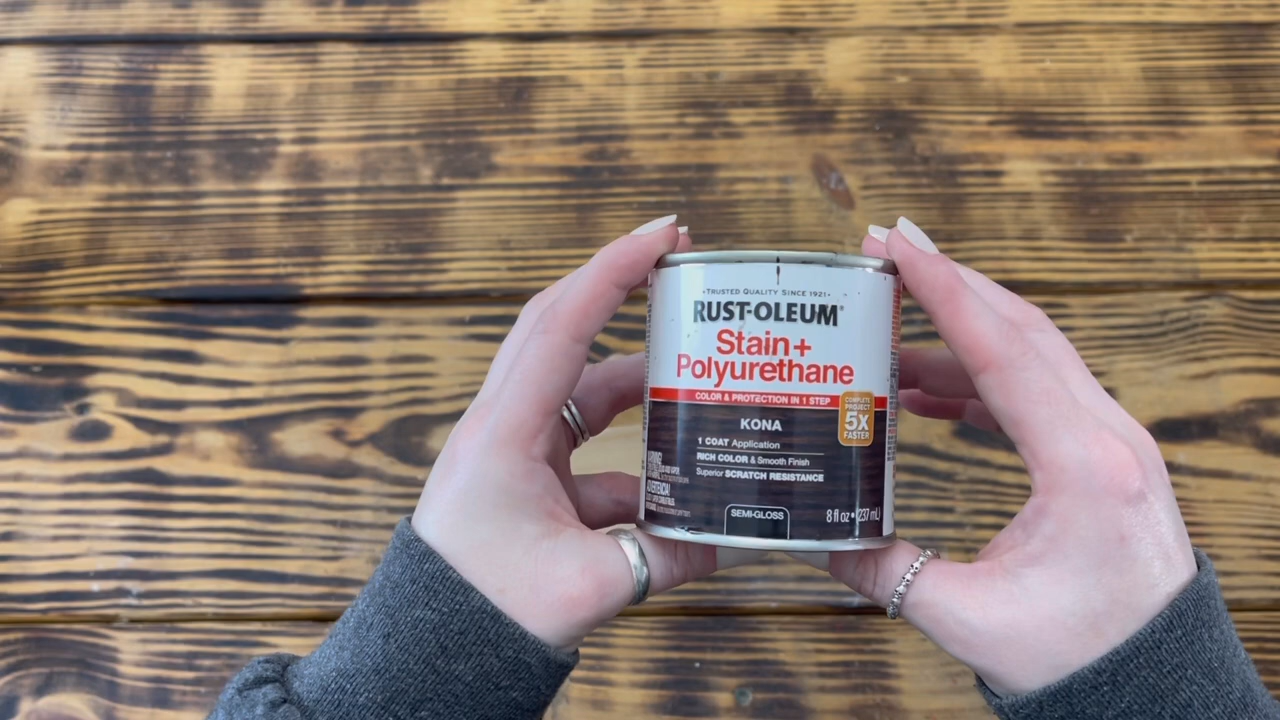 TRUSTED QUALITY SINCE 1921
RUST-OLEUM®
Stain+
Polyurethane
COLOR & PROTECTION IN 1 STEP
COMPLETE
PROJECT
5X
FASTER
KONA
1 COAT Application
RICH COLOR & Smooth Finish
Superior SCRATCH RESISTANCE
WARNING!
¡ADVERTENCIA!
SEMI-GLOSS
8 fl oz • (237 mL)